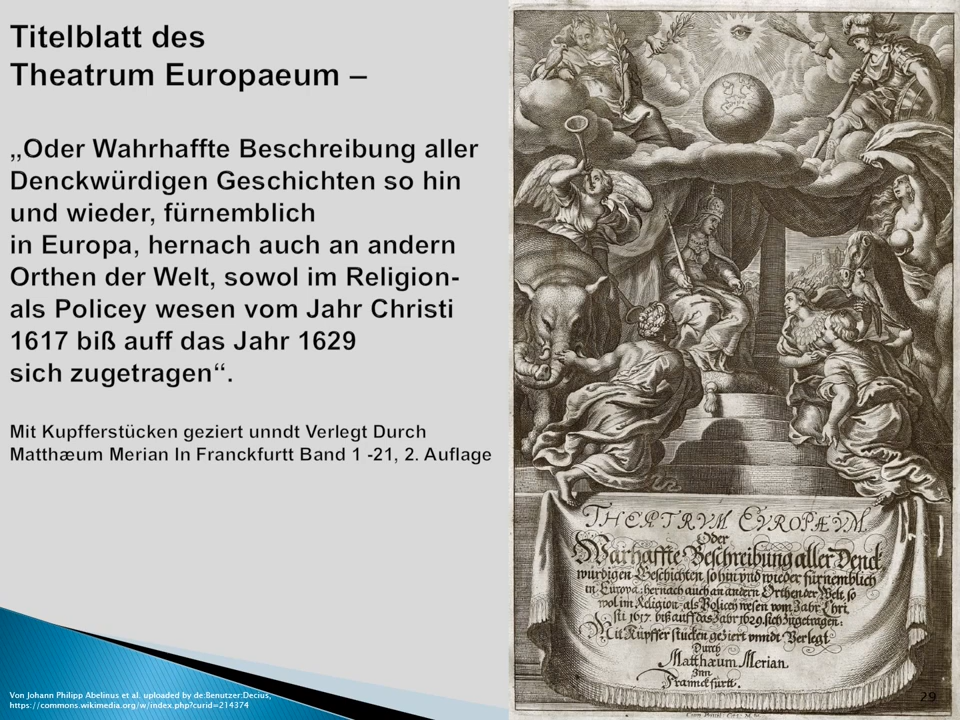 Titelblatt des
Theatrum Europaeum –
„Oder Wahrhaffte Beschreibung aller
Denckwürdigen Geschichten so hin
und wieder, fürnemblich
in Europa, hernach auch an andern
Orthen der Welt, sowol im Religion-
als Policey wesen vom Jahr Christi
1617 biß auff das Jahr 1629
sich zugetragen“.
Mit Kupfferstücken geziert unndt Verlegt Durch
Matthæum Merian In Franckfurtt Band 1 -21, 2. Auflage
Von Johann Philipp Abelinus et al. uploaded by de:Benutzer:Decius,
https://commons.wikimedia.org/w/index.php?curid=214374
THEATRVM EVROPÆVM
Oder
Warhaffte Beschreibung aller Denck,
würdigen Geschichten so hin vnd wieder fürnemblich
in Europa: hernach auch an andern Orthen der Welt, so
wol im Religion-als Policey wesen vom Jahr Chri
sti 1617. biß auff das Jahr 1629. sich zugetragen:
Mit Kupffer stucken geziert vnndt Verlegt
Durch
Matthæum Merian
Inn
Franckfurtt.
29